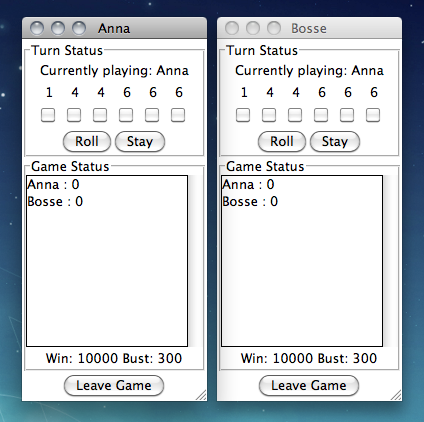 Anna
Turn Status
Currently playing: Anna
1 4 4 6 6 6
Roll Stay
Game Status
Anna : 0
Bosse : 0
Win: 10000 Bust: 300
Leave Game
Bosse
Turn Status
Currently playing: Anna
1 4 4 6 6 6
Roll Stay
Game Status
Anna : 0
Bosse : 0
Win: 10000 Bust: 300
Leave Game